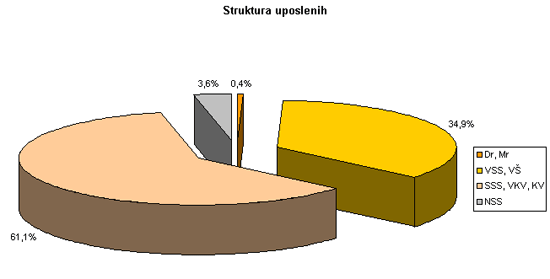 Struktura uposlenih
3,6%
0,4%
34,9%
61,1%
Dr, Mr
VSS, VŠ
SSS, VKV, KV
NSS